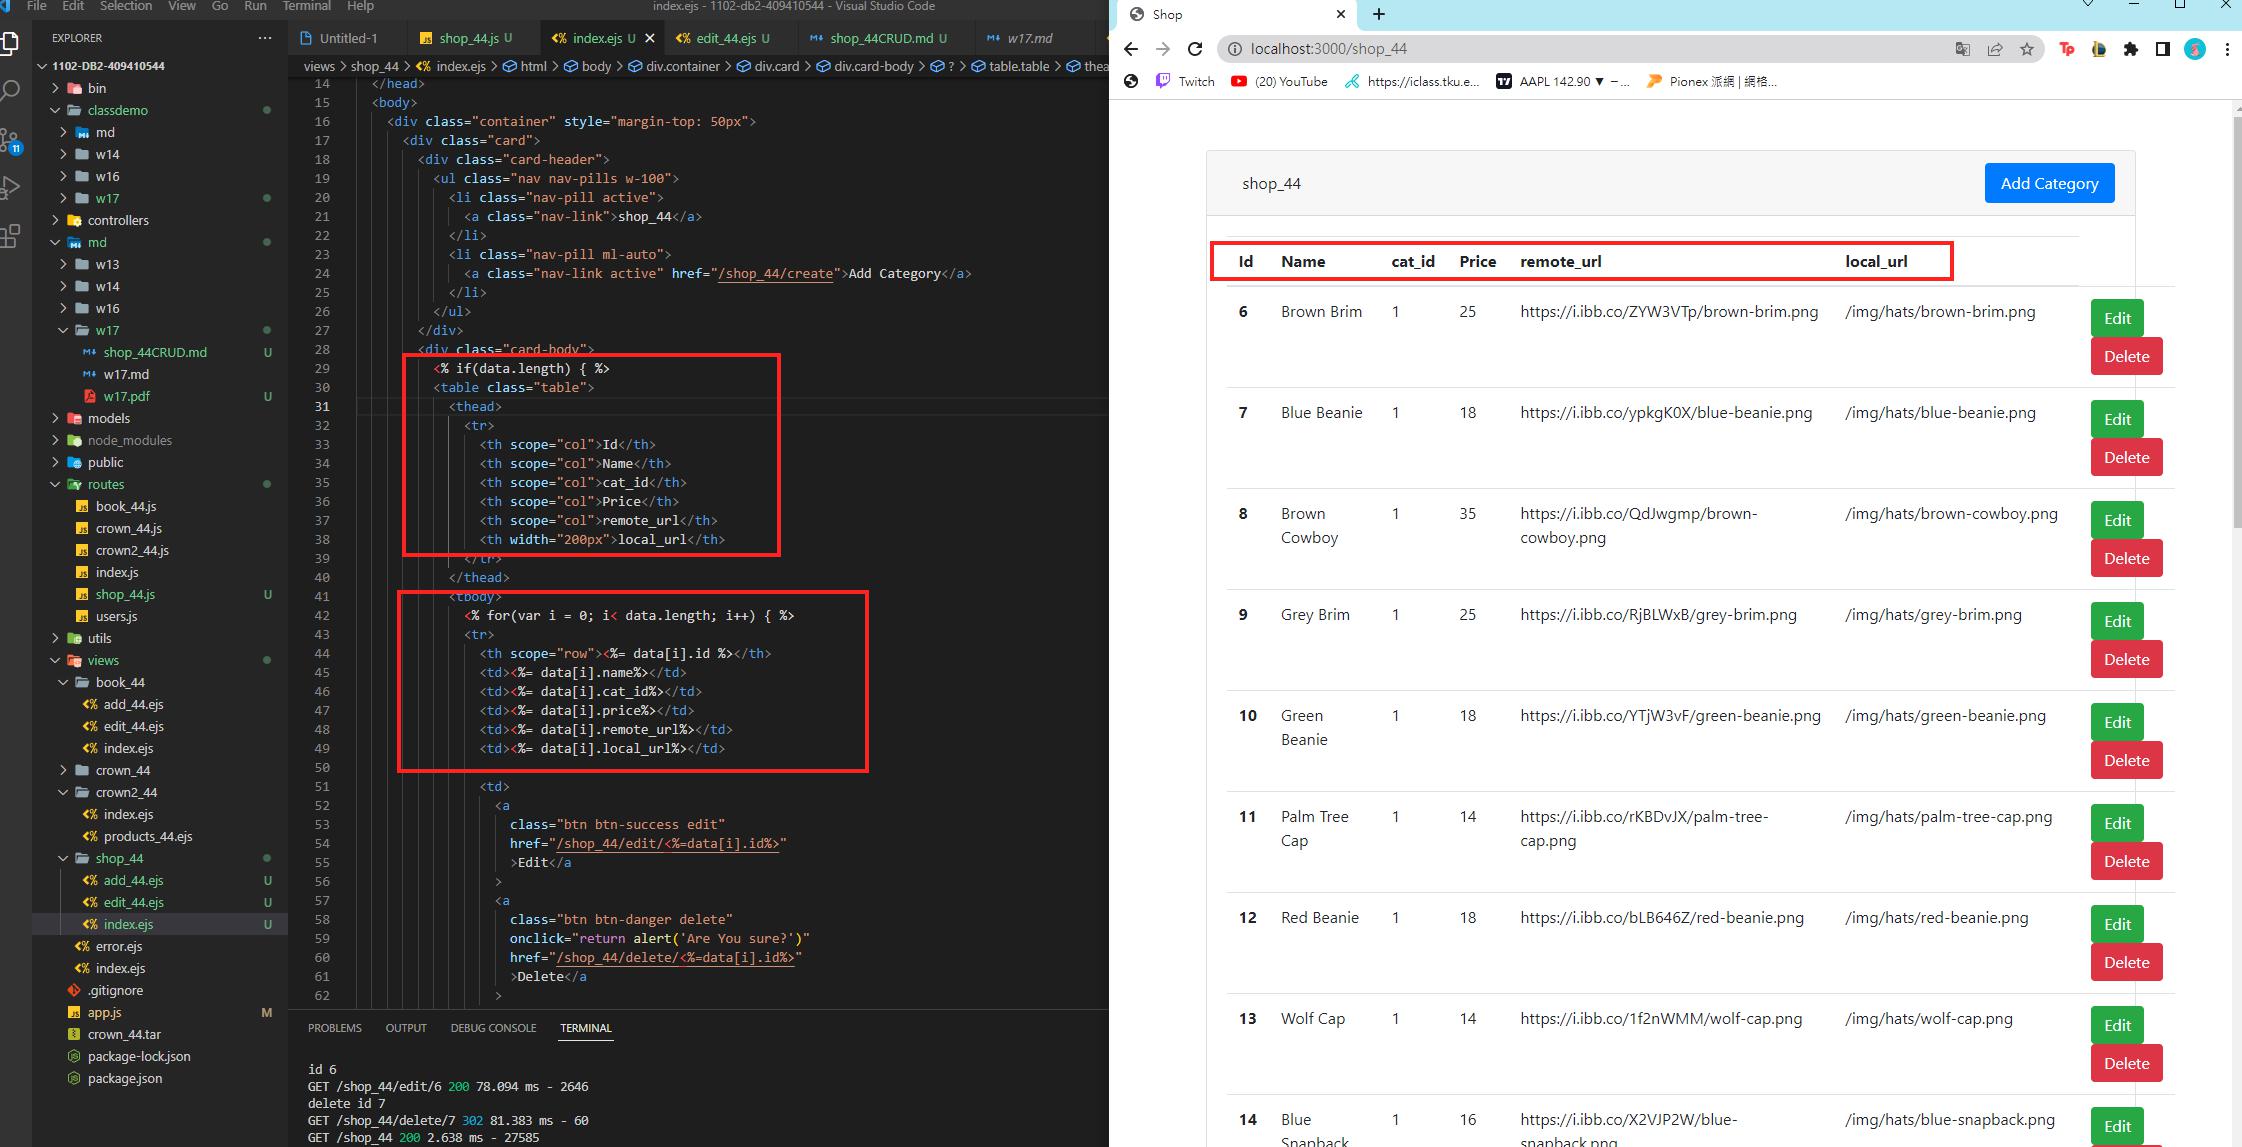 File Edit Selection View Go Run Terminal Help
index.ejs - 1102-db2-409410544 - Visual Studio Code
EXPLORER
1102-DB2-409410544
bin
classdemo
md
w14
w16
w17
controllers
md
w13
w14
w16
w17
shop_44CRUD.md U
w17.md
w17.pdf U
models
node_modules
public
routes
book_44.js
crown_44.js
crown2_44.js
index.js
shop_44.js U
users.js
utils
views
book_44
add_44.ejs
edit_44.ejs
index.ejs
crown_44
crown2_44
index.ejs
products_44.ejs
shop_44
add_44.ejs U
edit_44.ejs U
index.ejs U
error.ejs
index.ejs
.gitignore
app.js M
crown_44.tar
package-lock.json
package.json
11
Untitled-1 shop_44.js U index.ejs U edit_44.ejs U shop_44CRUD.md U w17.md
views > shop_44 > index.ejs > html > body > div.container > div.card > div.card-body > ? > table.table > thea
14 </head>
15 <body>
16 <div class="container" style="margin-top: 50px">
17 <div class="card">
18 <div class="card-header">
19 <ul class="nav nav-pills w-100">
20 <li class="nav-pill active">
21 <a class="nav-link">shop_44</a>
22 </li>
23 <li class="nav-pill ml-auto">
24 <a class="nav-link active" href="/shop_44/create">Add Category</a>
25 </li>
26 </ul>
27 </div>
28 <div class="card-body">
29 <% if(data.length) { %>
30 <table class="table">
31 <thead>
32 <tr>
33 <th scope="col">Id</th>
34 <th scope="col">Name</th>
35 <th scope="col">cat_id</th>
36 <th scope="col">Price</th>
37 <th scope="col">remote_url</th>
38 <th width="200px">local_url</th>
39 </tr>
40 </thead>
41 <tbody>
42 <% for(var i = 0; i< data.length; i++) { %>
43 <tr>
44 <th scope="row"><%= data[i].id %></th>
45 <td><%= data[i].name%></td>
46 <td><%= data[i].cat_id%></td>
47 <td><%= data[i].price%></td>
48 <td><%= data[i].remote_url%></td>
49 <td><%= data[i].local_url%></td>
50
51 <td>
52 <a
53 class="btn btn-success edit"
54 href="/shop_44/edit/<%=data[i].id%>"
55 >Edit</a
56 >
57 <a
58 class="btn btn-danger delete"
59 onclick="return alert('Are You sure?')"
60 href="/shop_44/delete/<%=data[i].id%>"
61 >Delete</a
62 >
PROBLEMS OUTPUT DEBUG CONSOLE TERMINAL
id 6
GET /shop_44/edit/6 200 78.094 ms - 2646
delete id 7
GET /shop_44/delete/7 302 81.383 ms - 60
GET /shop_44 200 2.638 ms - 27585
Shop
localhost:3000/shop_44
Tp
Twitch (20) YouTube https://iclass.tku.e... AAPL 142.90 ▼ −... Pionex 派網 | 網格...
shop_44 Add Category
Id Name cat_id Price remote_url local_url
6 Brown Brim 1 25 https://i.ibb.co/ZYW3VTp/brown-brim.png /img/hats/brown-brim.png Edit
Delete
7 Blue Beanie 1 18 https://i.ibb.co/ypkgK0X/blue-beanie.png /img/hats/blue-beanie.png Edit
Delete
8 Brown 1 35 https://i.ibb.co/QdJwgmp/brown- /img/hats/brown-cowboy.png Edit
Cowboy cowboy.png Delete
9 Grey Brim 1 25 https://i.ibb.co/RjBLWxB/grey-brim.png /img/hats/grey-brim.png Edit
Delete
10 Green 1 18 https://i.ibb.co/YTjW3vF/green-beanie.png /img/hats/green-beanie.png Edit
Beanie Delete
11 Palm Tree 1 14 https://i.ibb.co/rKBDvJX/palm-tree- /img/hats/palm-tree-cap.png Edit
Cap cap.png Delete
12 Red Beanie 1 18 https://i.ibb.co/bLB646Z/red-beanie.png /img/hats/red-beanie.png Edit
Delete
13 Wolf Cap 1 14 https://i.ibb.co/1f2nWMM/wolf-cap.png /img/hats/wolf-cap.png Edit
Delete
14 Blue 1 16 https://i.ibb.co/X2VJP2W/blue- /img/hats/blue-snapback.png Edit
Snapback snapback.png